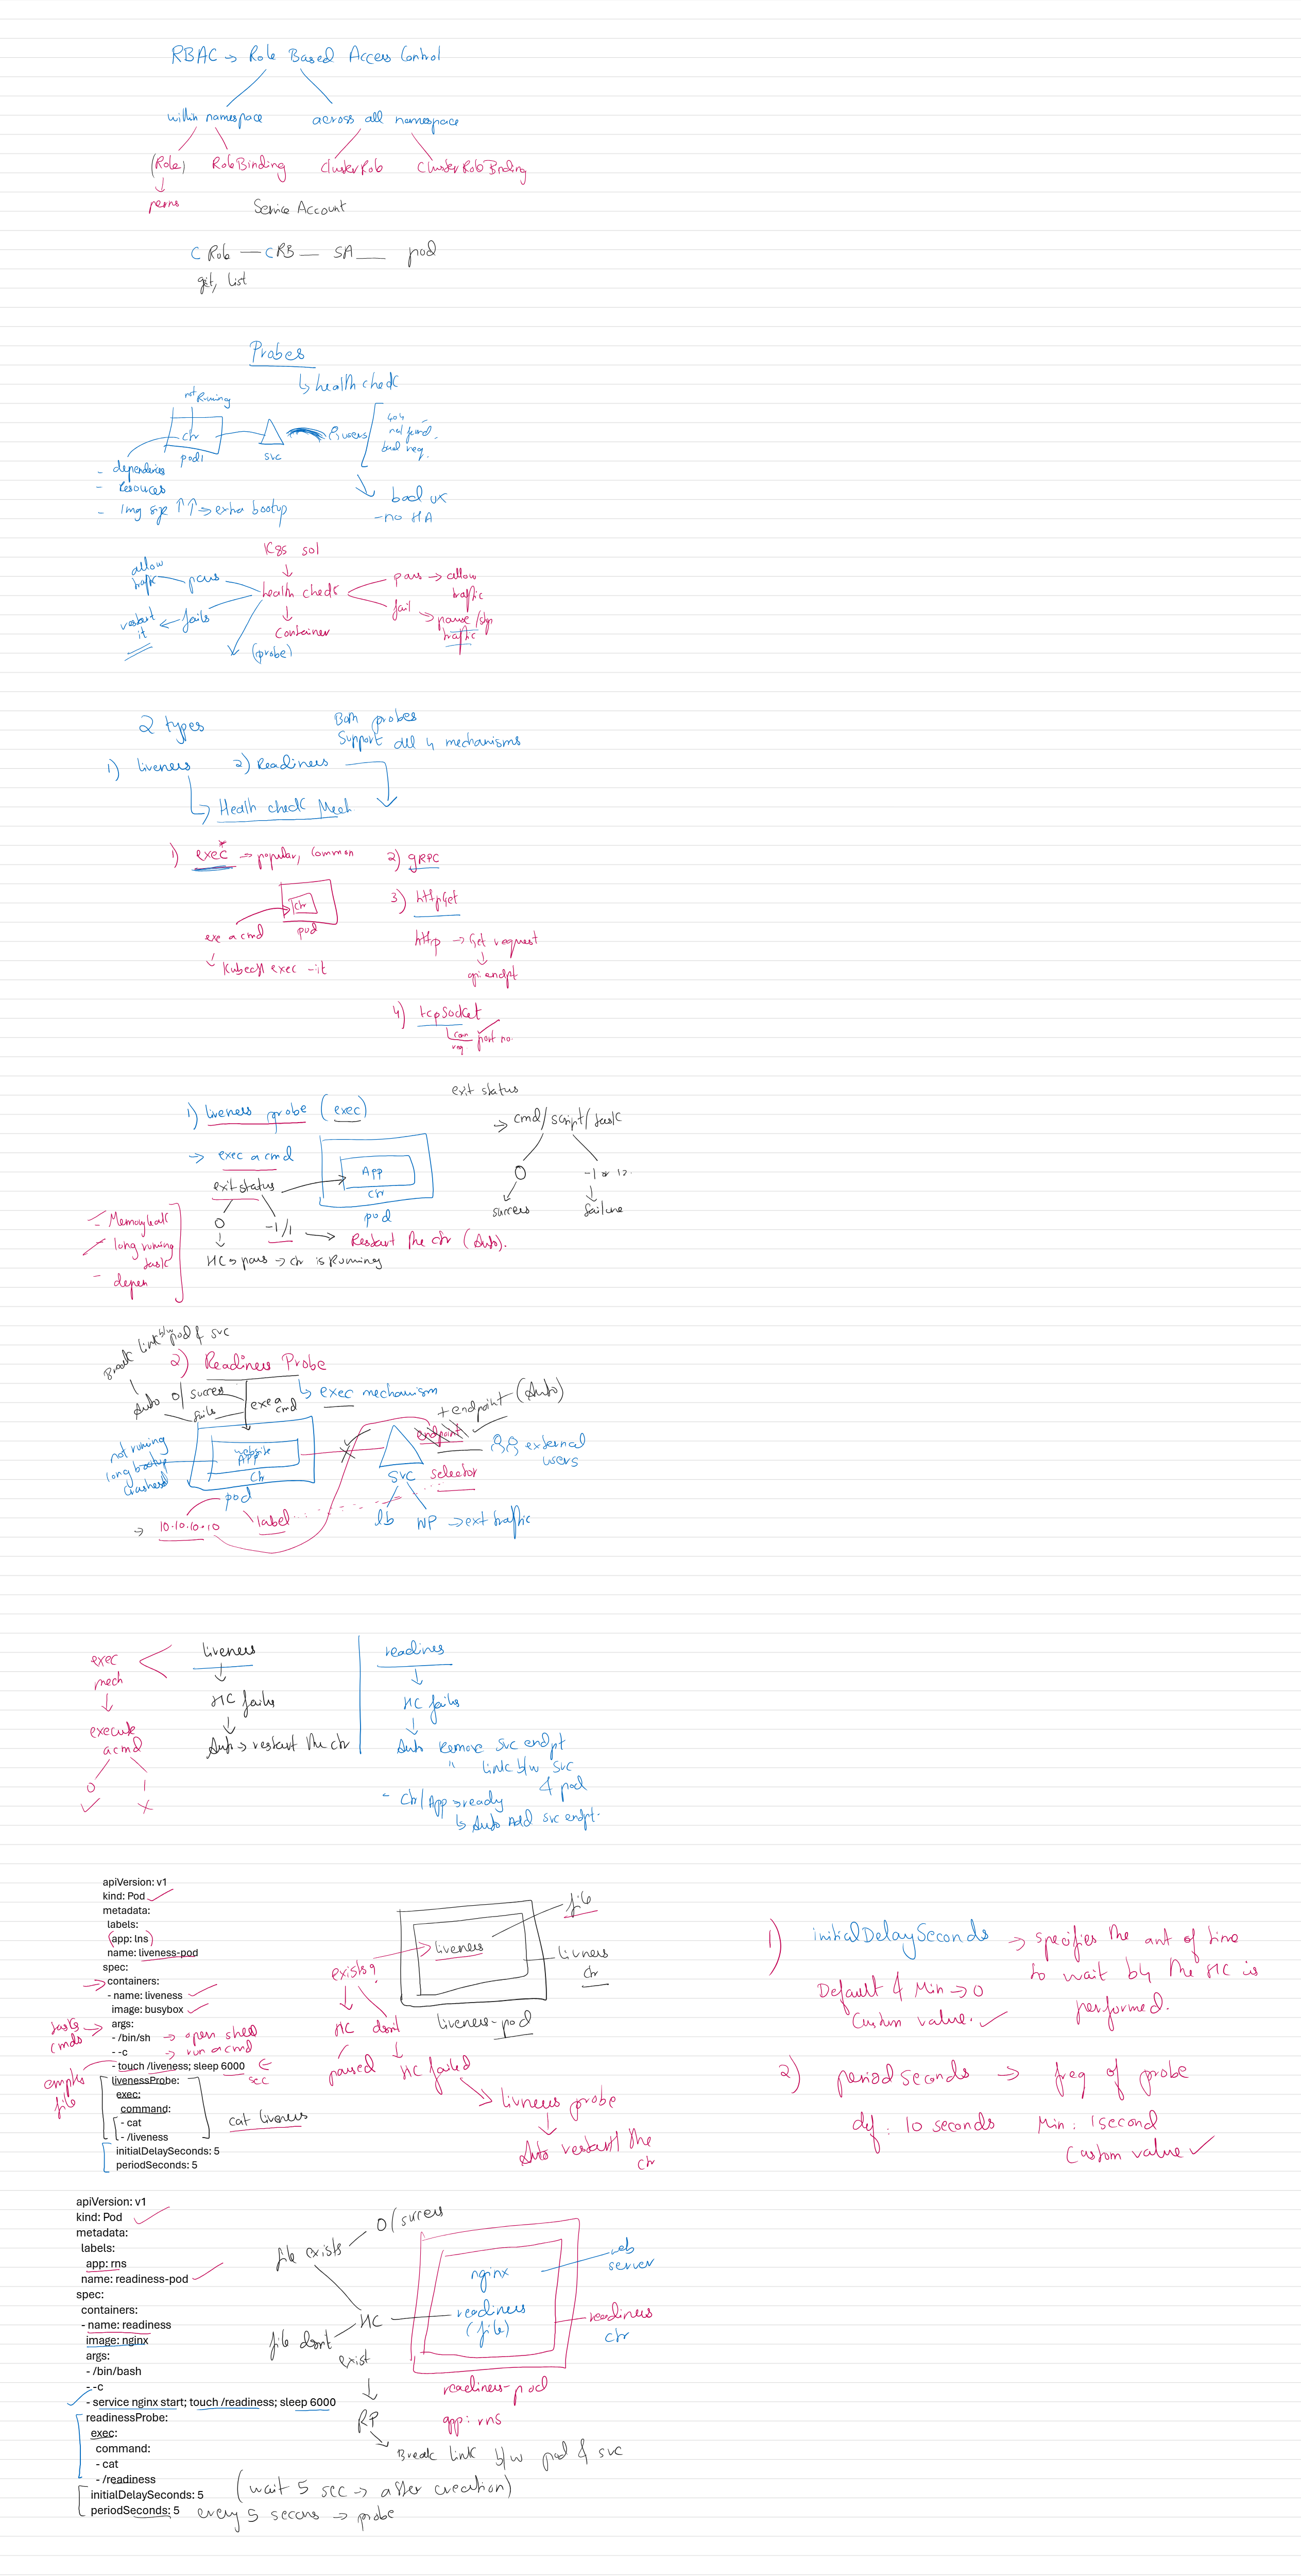 RBAC → Role Based Access Control
within namespace
across all namespace
(Role)
RoleBinding
ClusterRole
ClusterRoleBinding
↓
perms
Service Account
C Role — CRB — SA — pod
get, list
Probes
↳ health check
not Running
ctr
pod1
svc
users
404
not found.
bad req.
- dependencies
- resources
- Img size ↑↑ → extra bootup
bad ux
- no HA
K8s sol
↓
health check
allow traffic
pass
fails
restart it
pass → allow traffic
fail → pause/stop traffic
↓
Container
(probe)
2 types
Both probes
Support all 4 mechanisms
1) liveness
2) Readiness
Health check Mech
1) exec* → popular, common
2) gRPC
ctr
pod
exe a cmd
Kubectl exec -it
3) httpGet
http → Get request
↓
api endpt
4) tcpSocket
port no.
exit status
→ cmd/script/task
0
success
failure
1) liveness probe (exec)
→ exec a cmd
exit status
App
ctr
pod
0
-1/1 → Restart the ctr (Auto).
↓
HC → pass → ctr is Running
- Memory leak
- long running task
- depen
Break link b/w pod & svc
2) Readiness Probe
↳ exec mechanism
Auto
0/succes
fails
exe a cmd
+ endpoint (Auto)
endpoint
not running
long bootup
crashed
website
App
Ctr
pod
svc
selector
external users
lb
NP → ext traffic
→ 10.10.10.10
label
exec mech
↓
execute a cmd
0
1
✓
X
liveness
↓
HC fails
↓
Auto → restart the ctr
readines
↓
HC fails
↓
Auto remove svc endpt
" link b/w svc & pod
- Ctr/App → ready
↳ Auto Add svc endpt.
apiVersion: v1
kind: Pod
metadata:
labels:
app: lns
name: liveness-pod
spec:
containers:
- name: liveness
image: busybox
args:
- /bin/sh → open shell
- -c → run a cmd
- touch /liveness; sleep 6000
sec
livenessProbe:
exec:
command:
- cat
- /liveness
initialDelaySeconds: 5
periodSeconds: 5
tasks
cmds
empty file
cat liveness
file
liveness
liveness ctr
liveness-pod
exists?
HC passed
dosnt
HC failed
liveness probe
↓
Auto restart the ctr
1) initialDelaySeconds → specifies the amt of time to wait b4 the HC is performed.
Default & Min → 0
Custom value. ✓
2) periodSeconds → freq of probe
def: 10 seconds
Min: 1second
Custom value ✓
apiVersion: v1
kind: Pod
metadata:
labels:
app: rns
name: readiness-pod
spec:
containers:
- name: readiness
image: nginx
args:
- /bin/bash
- -c
- service nginx start; touch /readiness; sleep 6000
readinessProbe:
exec:
command:
- cat
- /readiness
initialDelaySeconds: 5
periodSeconds: 5
(wait 5 sec → after creation)
every 5 secons → probe
file exists
0/success
HC
file dosnt exist
↓
RP
Break link b/w pod & svc
nginx
web server
readiness
(file)
readiness ctr
readiness-pod
app: rns